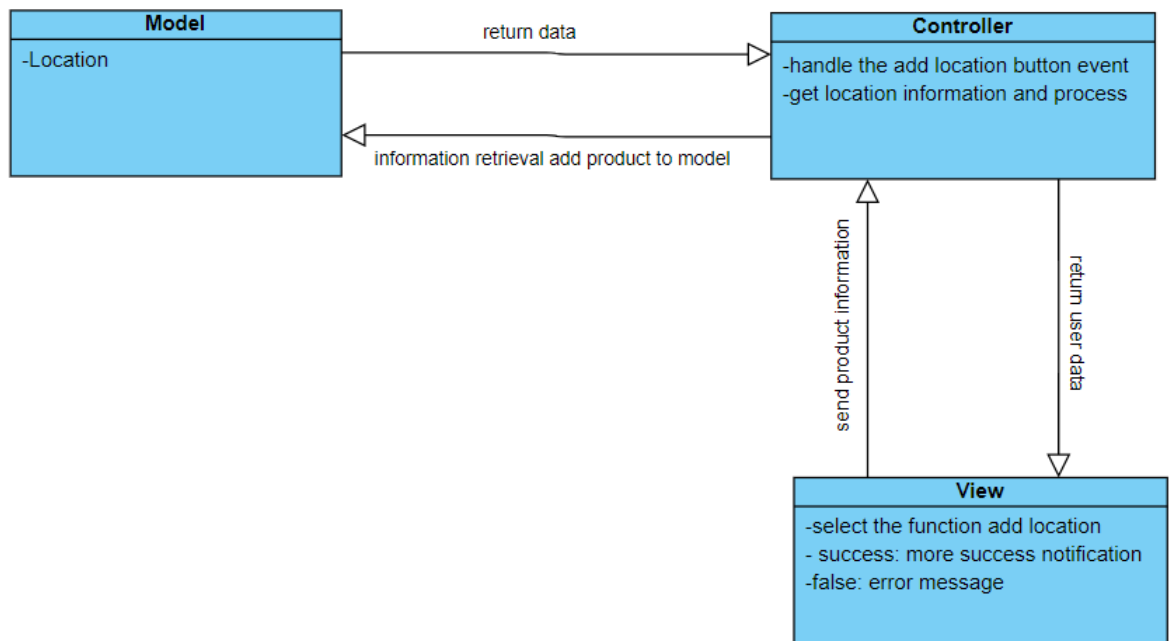 Model
-Location
return data
information retrieval add product to model
Controller
-handle the add location button event
-get location information and process
send product information
return user data
View
-select the function add location
- success: more success notification
-false: error message